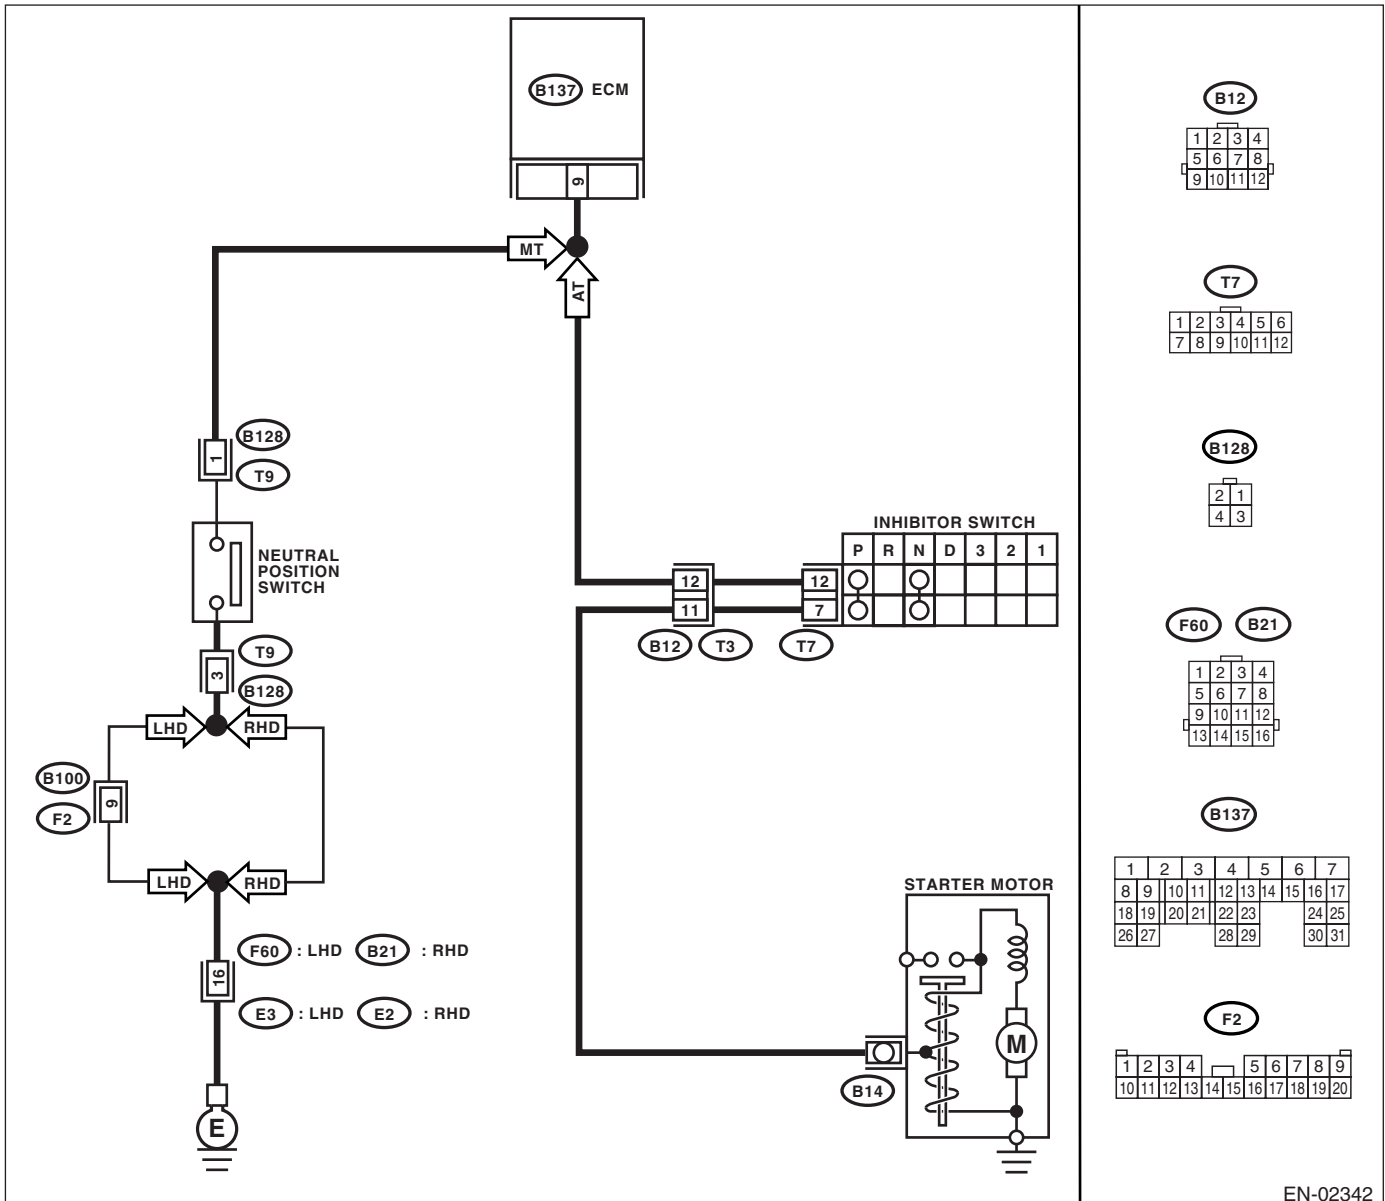 B137 ECM
9
MT
AT
1
B128
T9
NEUTRAL
POSITION
SWITCH
3
T9
B128
LHD RHD
B100
9
F2
LHD RHD
F60 : LHD B21 : RHD
16
E3 : LHD E2 : RHD
E
INHIBITOR SWITCH
P R N D 3 2 1
12 12
11 7
B12 T3 T7
STARTER MOTOR
M
B14
B12
1 2 3 4
5 6 7 8
9 10 11 12
T7
1 2 3 4 5 6
7 8 9 10 11 12
B128
2 1
4 3
F60 B21
1 2 3 4
5 6 7 8
9 10 11 12
13 14 15 16
B137
1 2 3 4 5 6 7
8 9 10 11 12 13 14 15 16 17
18 19 20 21 22 23 24 25
26 27 28 29 30 31
F2
1 2 3 4 5 6 7 8 9
10 11 12 13 14 15 16 17 18 19 20
EN-02342